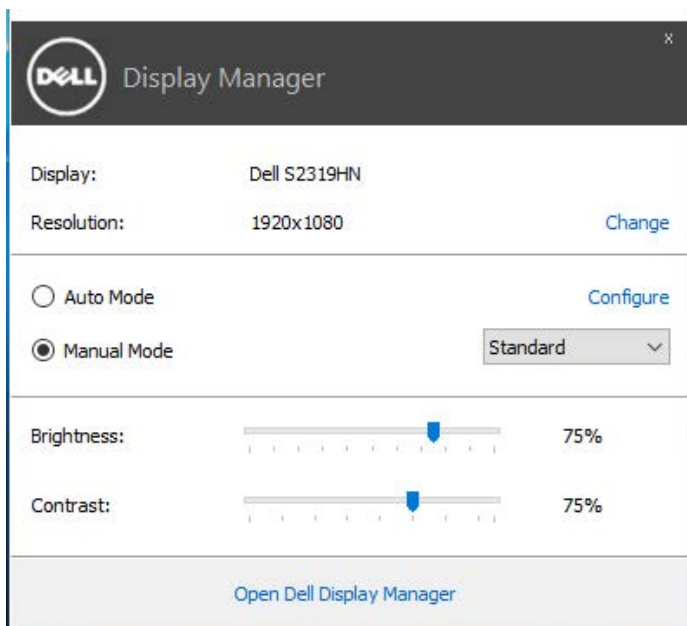 DELL Display Manager x
Display: Dell S2319HN
Resolution: 1920x1080 Change
Auto Mode Configure
Manual Mode Standard
Brightness: 75%
Contrast: 75%
Open Dell Display Manager